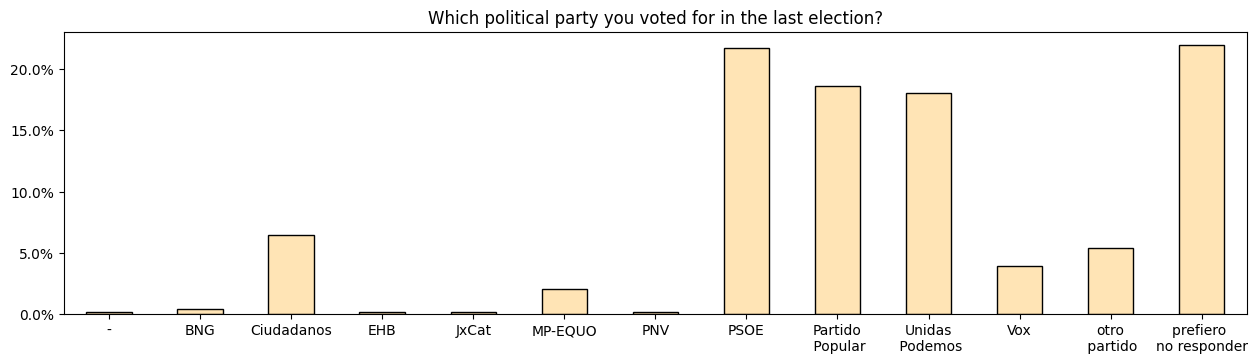 Which political party you voted for in the last election?
20.0%
15.0%
10.0%
5.0%
0.0%
-
BNG
Ciudadanos
EHB
JxCat
MP-EQUO
PNV
PSOE
Partido
Popular
Unidas
Podemos
Vox
otro
partido
prefiero
no responder